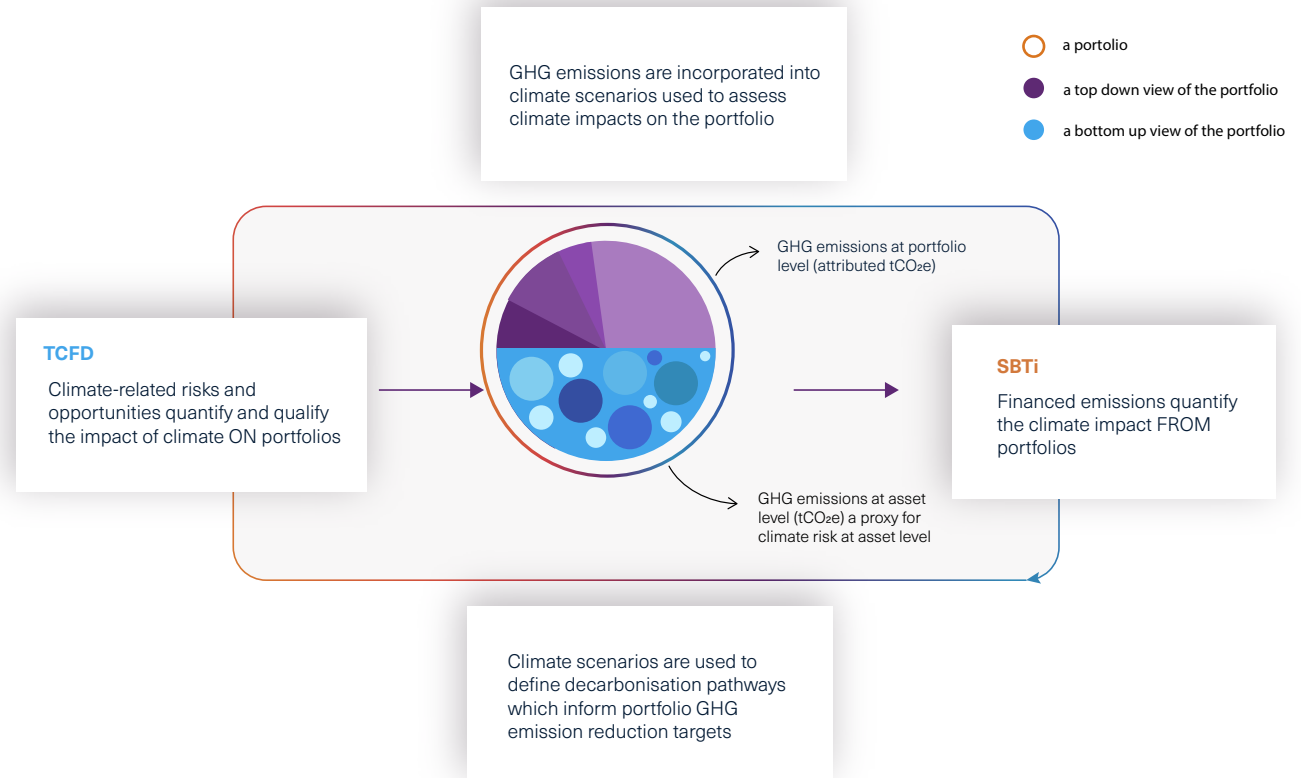 GHG emissions are incorporated into
climate scenarios used to assess
climate impacts on the portfolio
a portolio
a top down view of the portfolio
a bottom up view of the portfolio
GHG emissions at portfolio
level (attributed tCO₂e)
TCFD
Climate-related risks and
opportunities quantify and qualify
the impact of climate ON portfolios
SBTi
Financed emissions quantify
the climate impact FROM
portfolios
GHG emissions at asset
level (tCO₂e) a proxy for
climate risk at asset level
Climate scenarios are used to
define decarbonisation pathways
which inform portfolio GHG
emission reduction targets